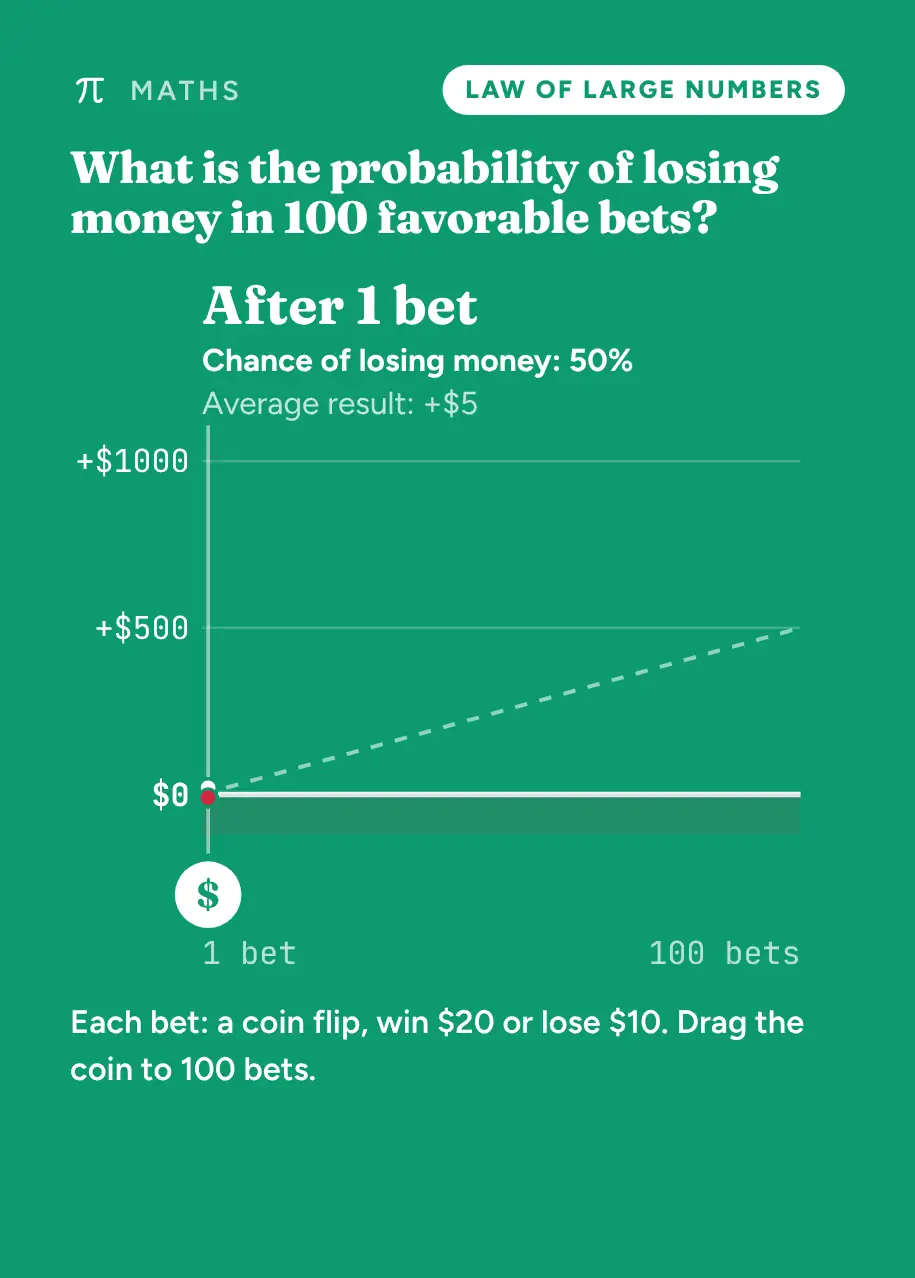 π MATHS
LAW OF LARGE NUMBERS
What is the probability of losing
money in 100 favorable bets?
After 1 bet
Chance of losing money: 50%
Average result: +$5
+$1000
+$500
$0
$
1 bet
100 bets
Each bet: a coin flip, win $20 or lose $10. Drag the
coin to 100 bets.